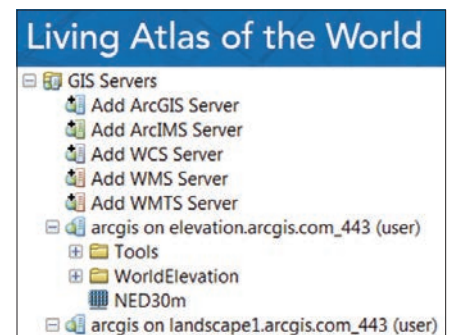 Living Atlas of the World
GIS Servers
Add ArcGIS Server
Add ArcIMS Server
Add WCS Server
Add WMS Server
Add WMTS Server
arcgis on elevation.arcgis.com_443 (user)
Tools
WorldElevation
NED30m
arcgis on landscape1.arcgis.com_443 (user)